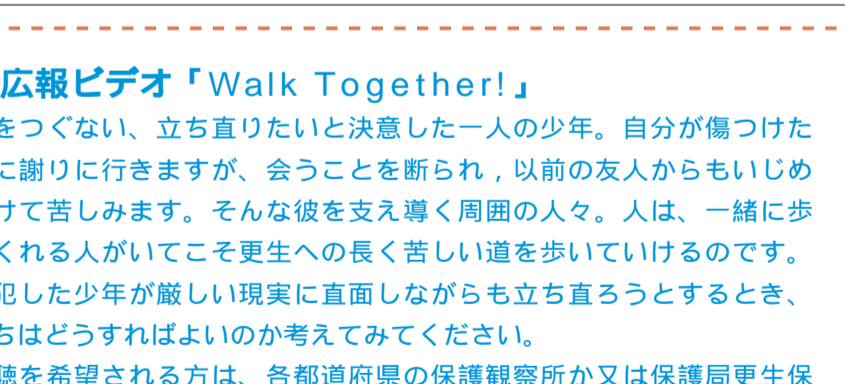 広報ビデオ「Walk Together!」
をつぐない、立ち直りたいと決意した一人の少年。自分が傷つけた
に謝りに行きますが、会うことを断られ，以前の友人からもいじめ
けて苦しみます。そんな彼を支え導く周囲の人々。人は、一緒に歩
くれる人がいてこそ更生への長く苦しい道を歩いていけるのです。
犯した少年が厳しい現実に直面しながらも立ち直ろうとするとき、
ちはどうすればよいのか考えてみてください。
聴を希望される方は、各都道府県の保護観察所か又は保護局更生保